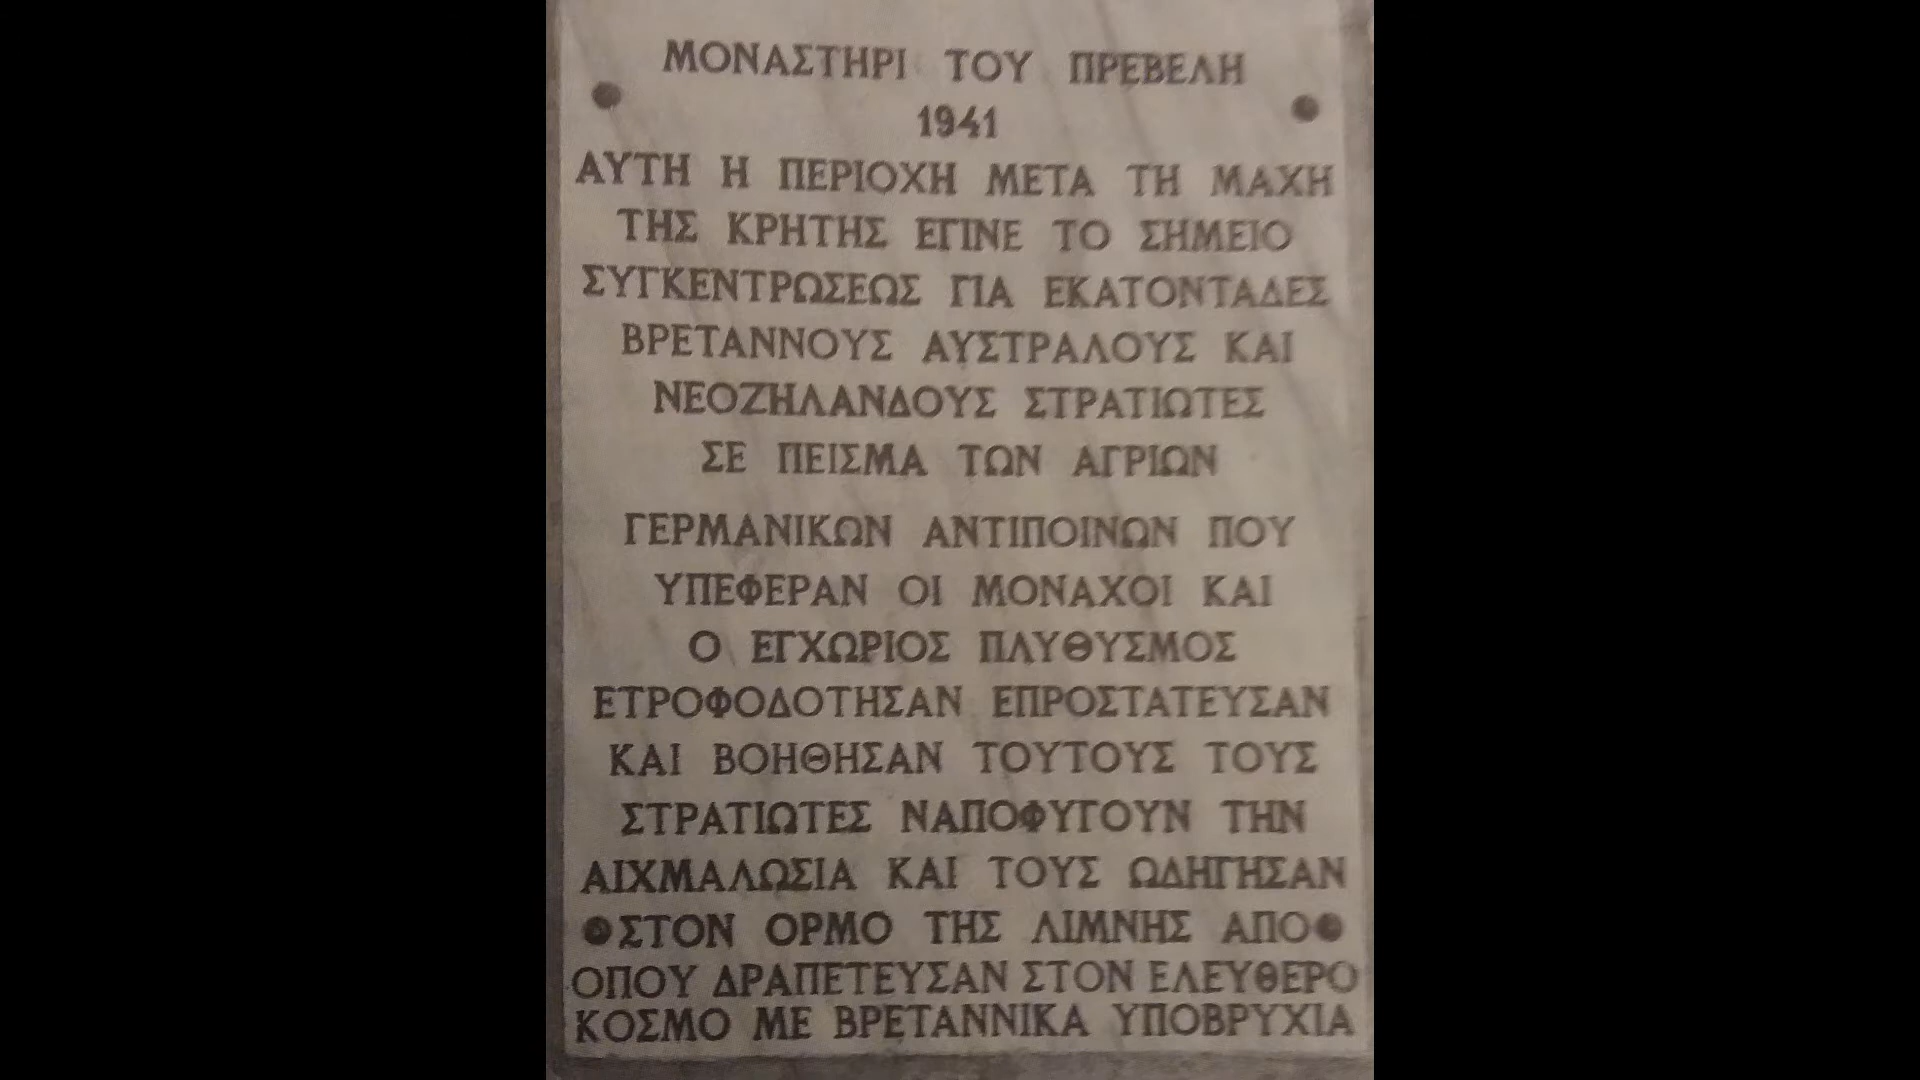 ΜΟΝΑΣΤΗΡΙ ΤΟΥ ΠΡΕΒΕΛΗ
1941
ΑΥΤΗ Η ΠΕΡΙΟΧΗ ΜΕΤΑ ΤΗ ΜΑΧΗ
ΤΗΣ ΚΡΗΤΗΣ ΕΓΙΝΕ ΤΟ ΣΗΜΕΙΟ
ΣΥΓΚΕΝΤΡΩΣΕΩΣ ΓΙΑ ΕΚΑΤΟΝΤΑΔΕΣ
ΒΡΕΤΑΝΝΟΥΣ ΑΥΣΤΡΑΛΟΥΣ ΚΑΙ
ΝΕΟΖΗΛΑΝΔΟΥΣ ΣΤΡΑΤΙΩΤΕΣ
ΣΕ ΠΕΙΣΜΑ ΤΩΝ ΑΓΡΙΩΝ
ΓΕΡΜΑΝΙΚΩΝ ΑΝΤΙΠΟΙΝΩΝ ΠΟΥ
ΥΠΕΦΕΡΑΝ ΟΙ ΜΟΝΑΧΟΙ ΚΑΙ
Ο ΕΓΧΩΡΙΟΣ ΠΛΥΘΥΣΜΟΣ
ΕΤΡΟΦΟΔΟΤΗΣΑΝ ΕΠΡΟΣΤΑΤΕΥΣΑΝ
ΚΑΙ ΒΟΗΘΗΣΑΝ ΤΟΥΤΟΥΣ ΤΟΥΣ
ΣΤΡΑΤΙΩΤΕΣ ΝΑΠΟΦΥΓΟΥΝ ΤΗΝ
ΑΙΧΜΑΛΩΣΙΑ ΚΑΙ ΤΟΥΣ ΩΔΗΓΗΣΑΝ
ΣΤΟΝ ΟΡΜΟ ΤΗΣ ΛΙΜΝΗΣ ΑΠΟ
ΟΠΟΥ ΔΡΑΠΕΤΕΥΣΑΝ ΣΤΟΝ ΕΛΕΥΘΕΡΟ
ΚΟΣΜΟ ΜΕ ΒΡΕΤΑΝΝΙΚΑ ΥΠΟΒΡΥΧΙΑ